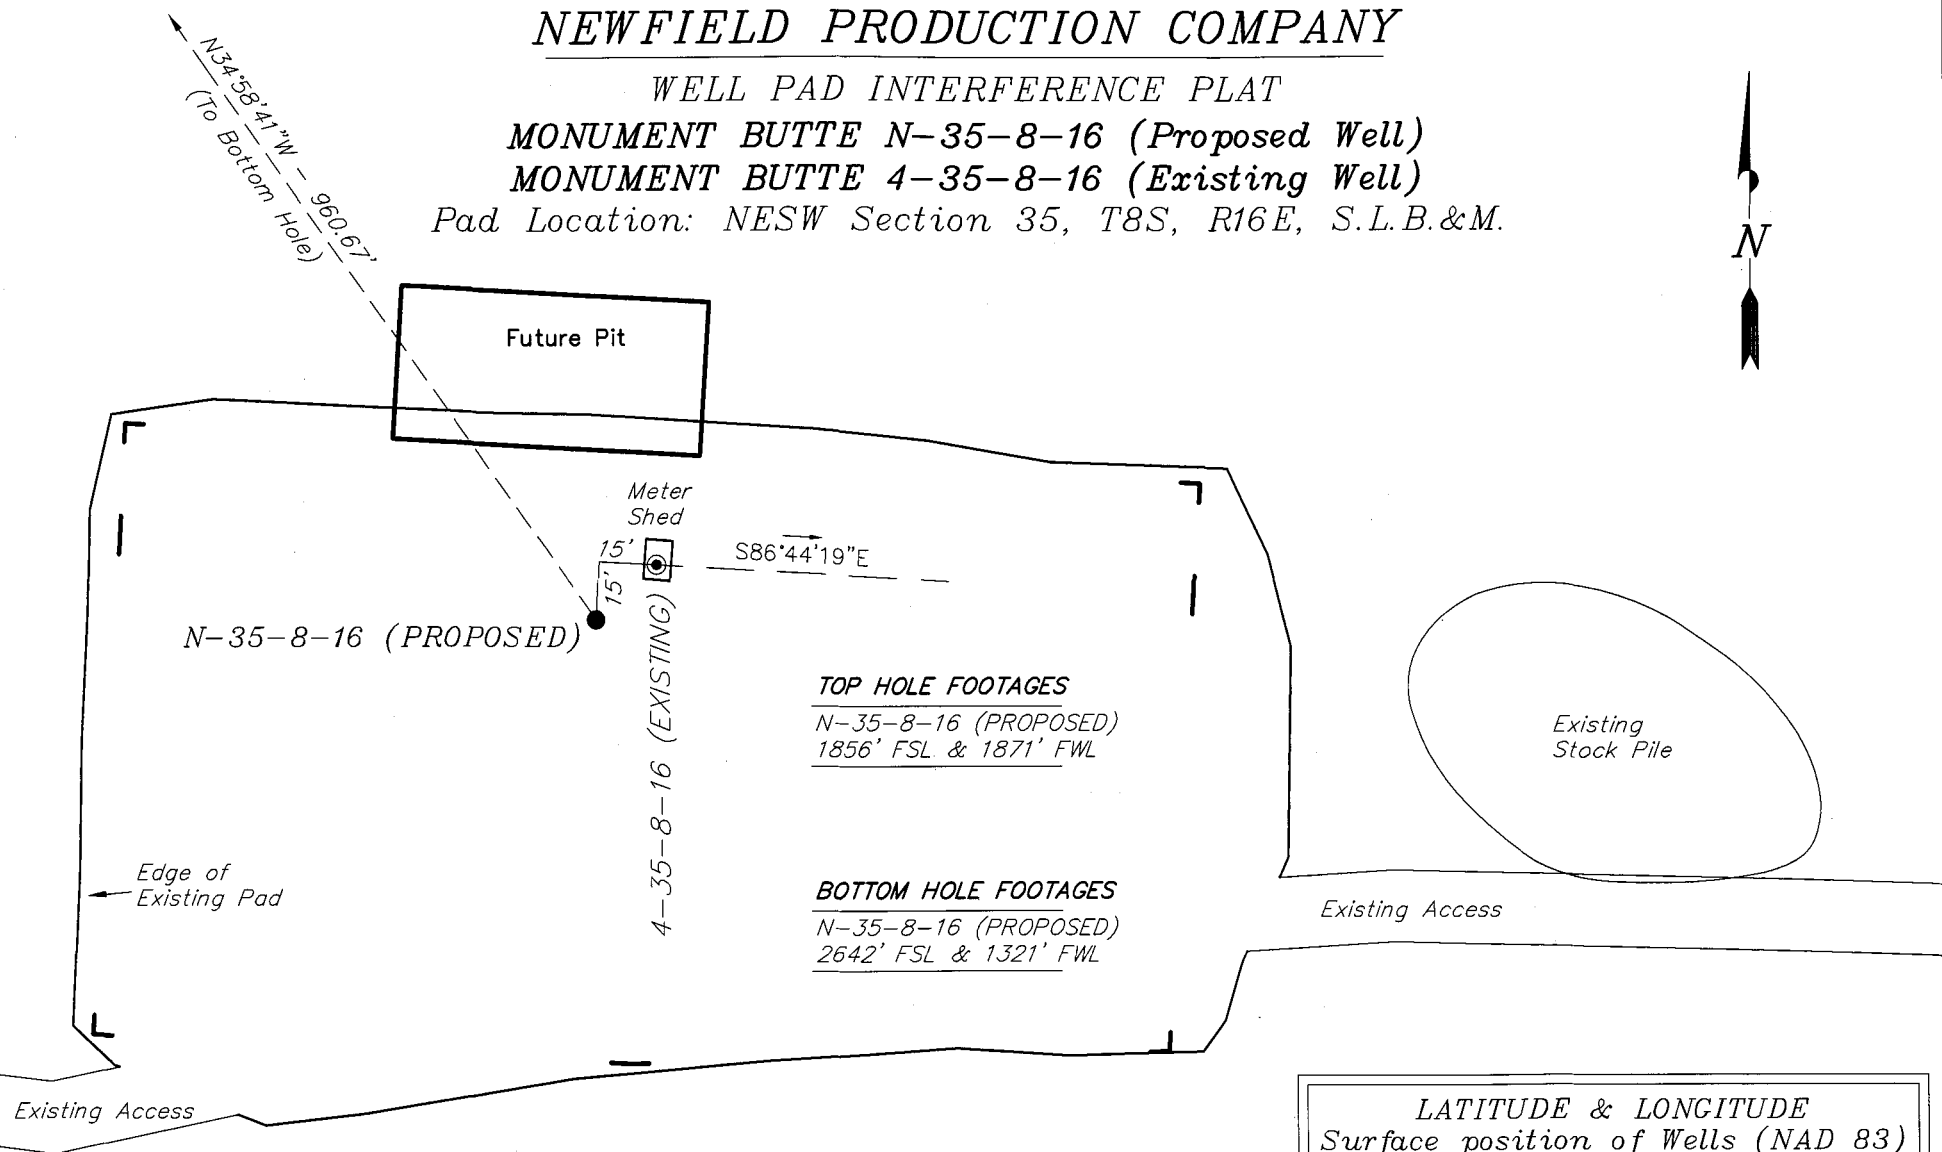 NEWFIELD PRODUCTION COMPANY
WELL PAD INTERFERENCE PLAT
MONUMENT BUTTE N-35-8-16 (Proposed Well)
MONUMENT BUTTE 4-35-8-16 (Existing Well)
Pad Location: NESW Section 35, T8S, R16E, S.L.B.&M.
N34°58'41"W - 960.67'
(To Bottom Hole)
N
Future Pit
Meter
Shed
15'
15'
S86°44'19"E
N-35-8-16 (PROPOSED)
4-35-8-16 (EXISTING)
TOP HOLE FOOTAGES
N-35-8-16 (PROPOSED)
1856' FSL & 1871' FWL
Existing
Stock Pile
Edge of
Existing Pad
BOTTOM HOLE FOOTAGES
N-35-8-16 (PROPOSED)
2642' FSL & 1321' FWL
Existing Access
Existing Access
LATITUDE & LONGITUDE
Surface position of Wells (NAD 83)